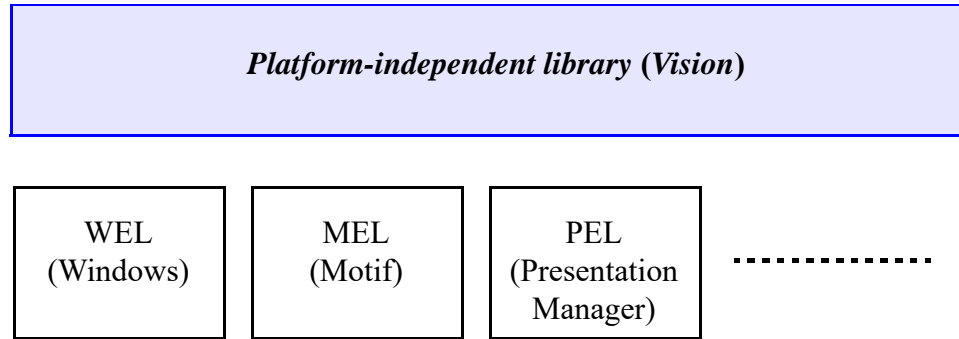 Platform-independent library (Vision)
WEL
(Windows)
MEL
(Motif)
PEL
(Presentation
Manager)